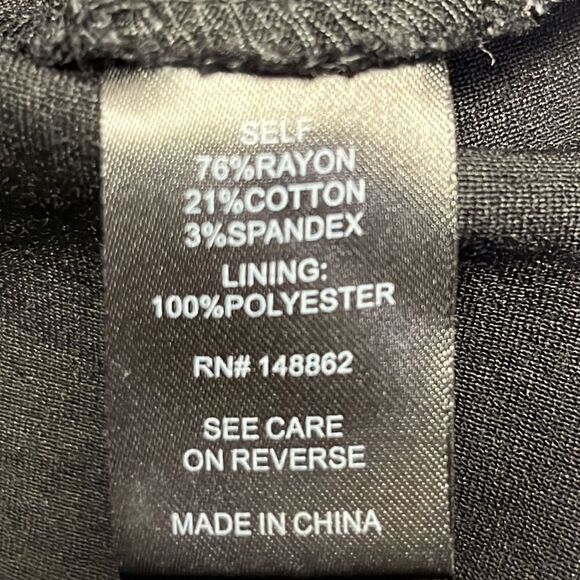 SELF
76%RAYON
21%COTTON
3%SPANDEX
LINING:
100%POLYESTER
RN# 148862
SEE CARE
ON REVERSE
MADE IN CHINA